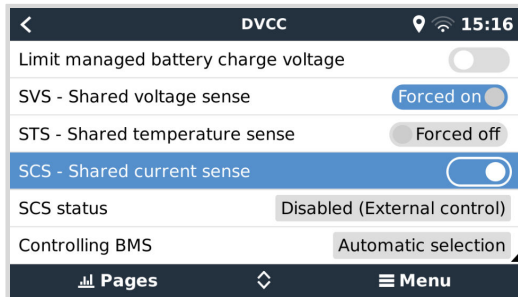 DVCC 15:16
Limit managed battery charge voltage
SVS - Shared voltage sense Forced on
STS - Shared temperature sense Forced off
SCS - Shared current sense
SCS status Disabled (External control)
Controlling BMS Automatic selection
Pages Menu